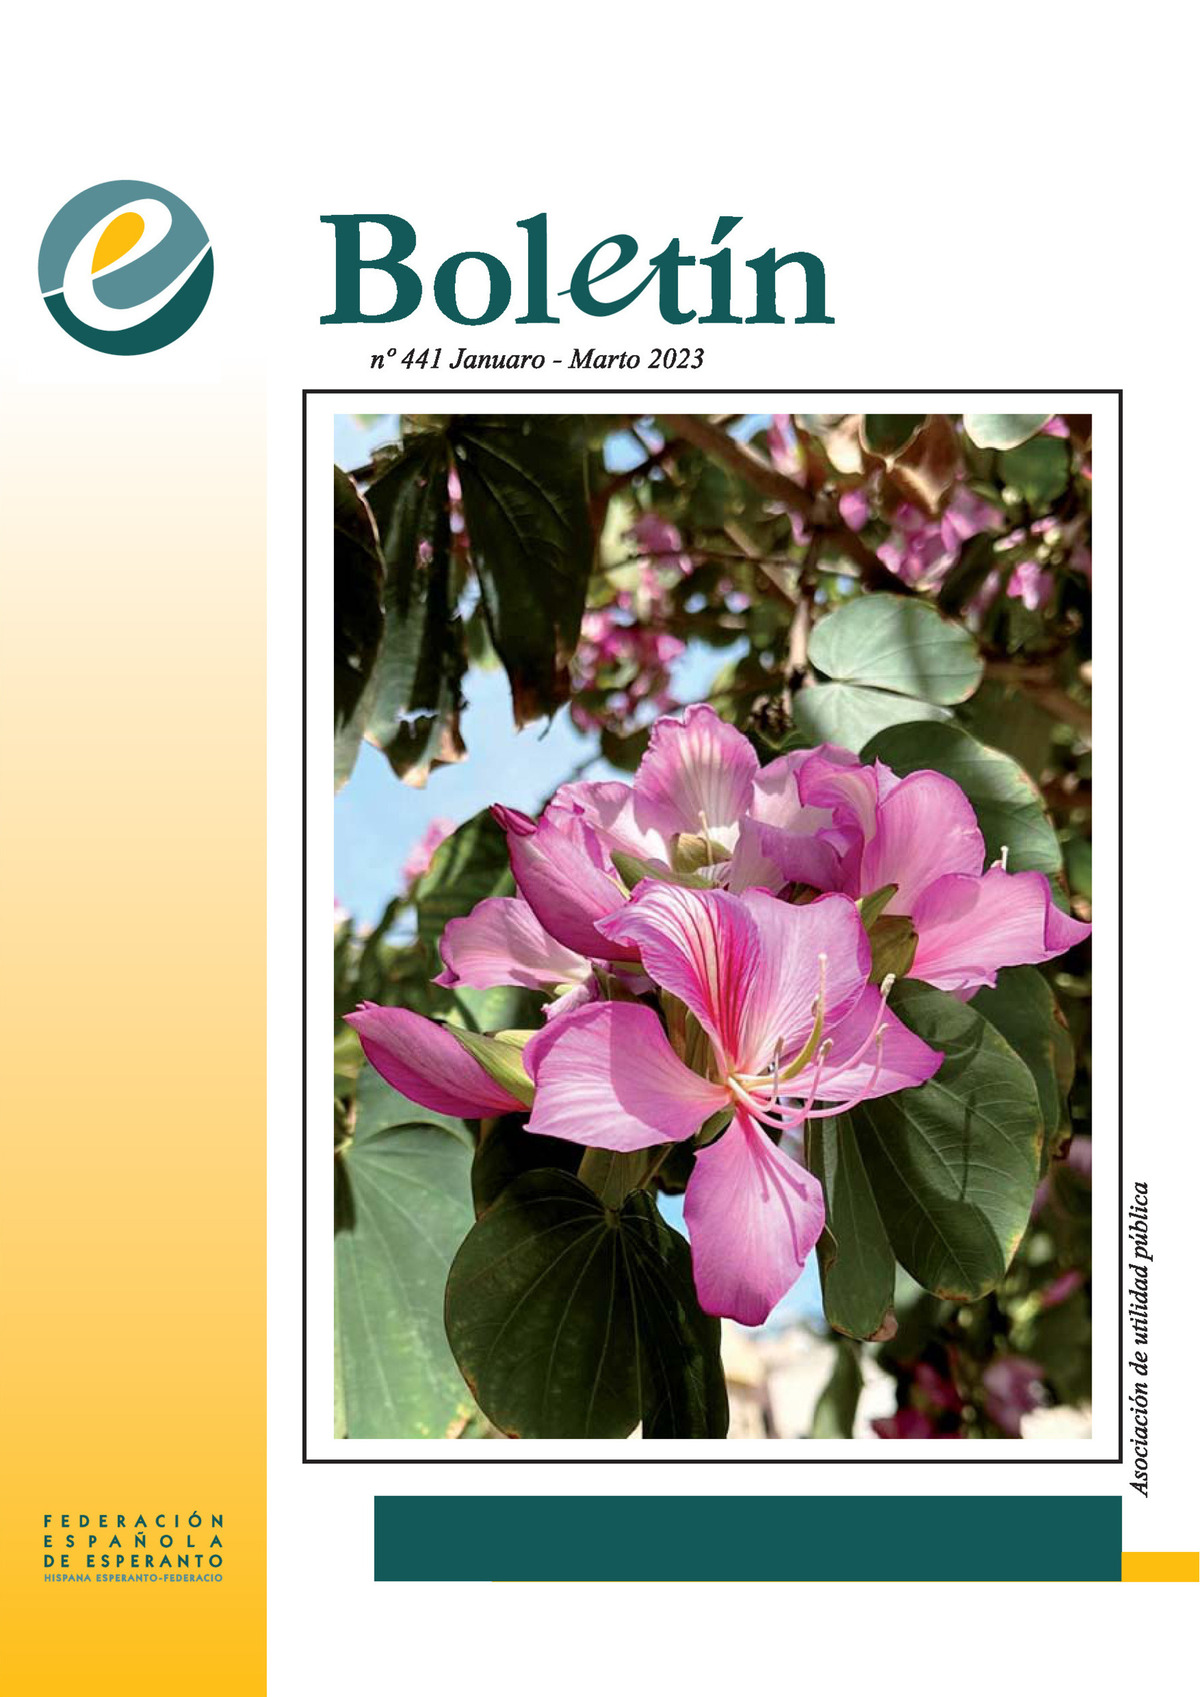 Boletín
nº 441 Januaro - Marto 2023
Asociación de utilidad pública
FEDERACIÓN
ESPAÑOLA
DE ESPERANTO
HISPANA ESPERANTO-FEDERACIO